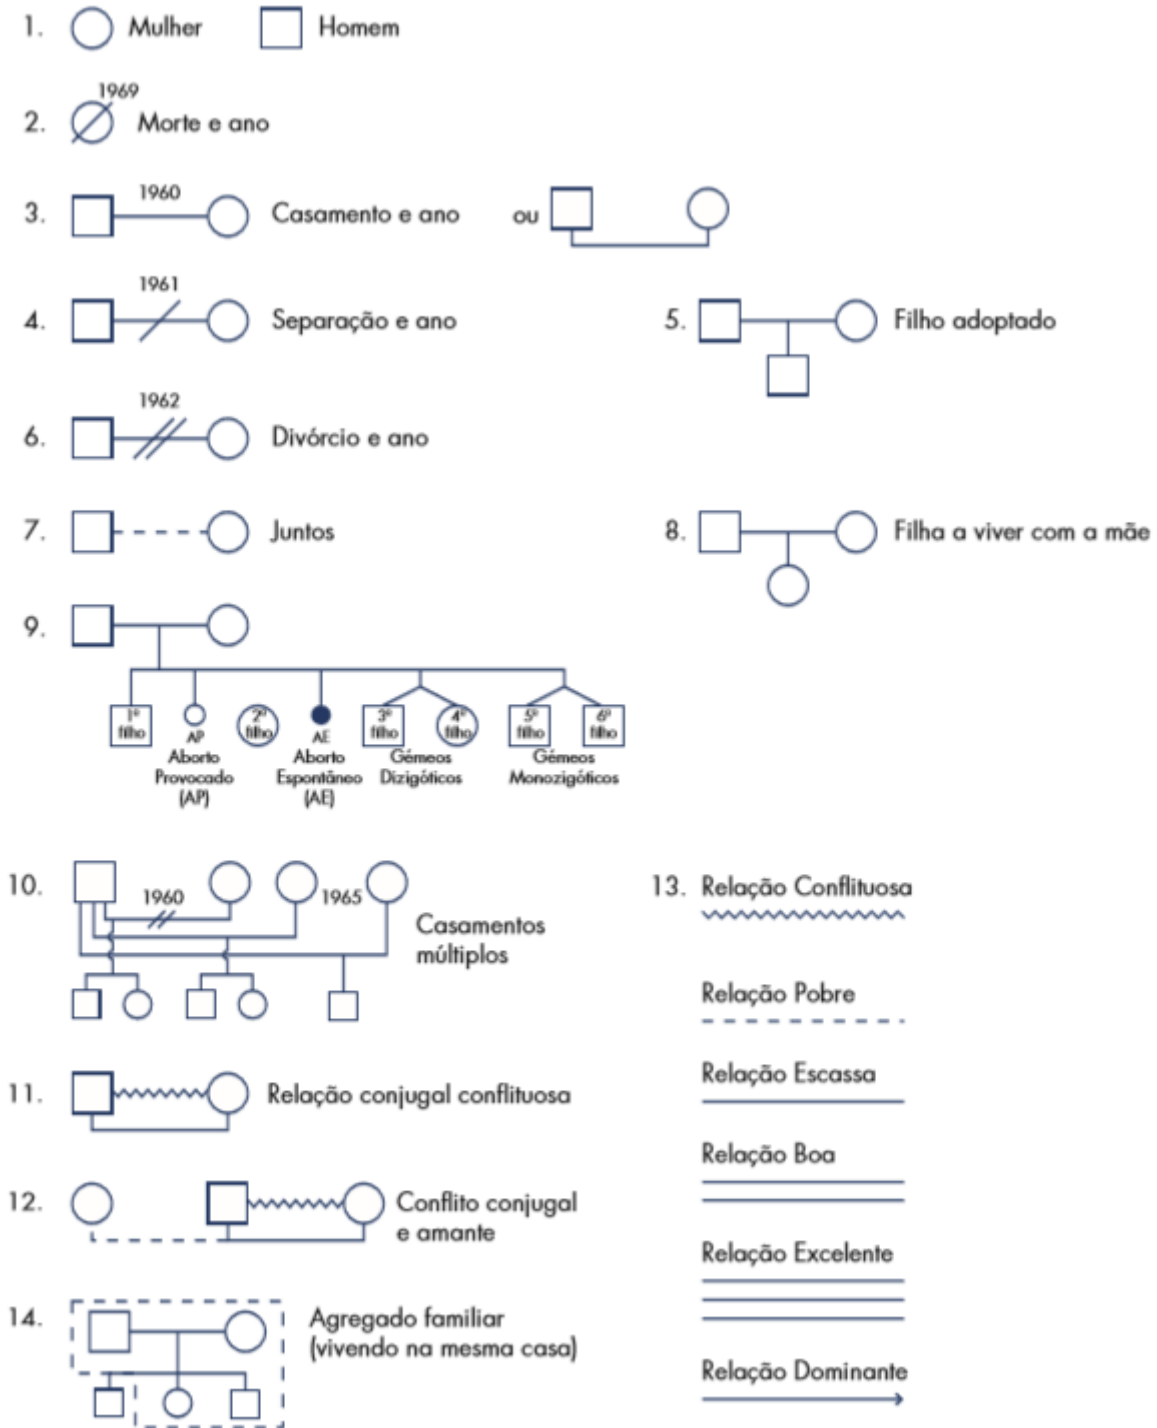 1. Mulher Homem
1969
2. Morte e ano
1960
3. Casamento e ano ou
1961
4. Separação e ano
5. Filho adoptado
1962
6. Divórcio e ano
7. Juntos
8. Filha a viver com a mãe
9.
1º filho
AP
Aborto
Provocado
(AP)
2º filho
AE
Aborto
Espontâneo
(AE)
3º filho
4º filho
Gémeos
Dizigóticos
5º filho
6º filho
Gémeos
Monozigóticos
10.
1960
1965
Casamentos
múltiplos
11. Relação conjugal conflituosa
12. Conflito conjugal
e amante
13. Relação Conflituosa
Relação Pobre
Relação Escassa
Relação Boa
Relação Excelente
Relação Dominante
14. Agregado familiar
(vivendo na mesma casa)